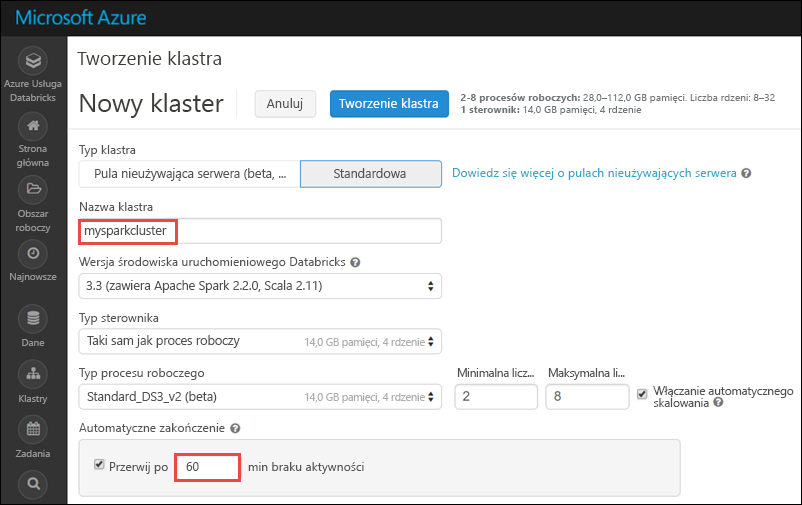 Microsoft Azure
Azure Usługa
Databricks
Strona
główna
Obszar
roboczy
Najnowsze
Dane
Klastry
Zadania
Tworzenie klastra
Nowy klaster
Anuluj
Tworzenie klastra
2-8 procesów roboczych: 28,0–112,0 GB pamięci. Liczba rdzeni: 8–32
1 sterownik: 14,0 GB pamięci, 4 rdzenie
Typ klastra
Pula nieużywająca serwera (beta, ...
Standardowa
Dowiedz się więcej o pulach nieużywających serwera ?
Nazwa klastra
mysparkcluster
Wersja środowiska uruchomieniowego Databricks ?
3.3 (zawiera Apache Spark 2.2.0, Scala 2.11)
Typ sterownika
Taki sam jak proces roboczy 14,0 GB pamięci, 4 rdzenie
Typ procesu roboczego Minimalna licz... Maksymalna li...
Standard_DS3_v2 (beta) 14,0 GB pamięci, 4 rdzenie 2 8
Włączanie automatycznego
skalowania ?
Automatyczne zakończenie ?
Przerwij po 60 min braku aktywności